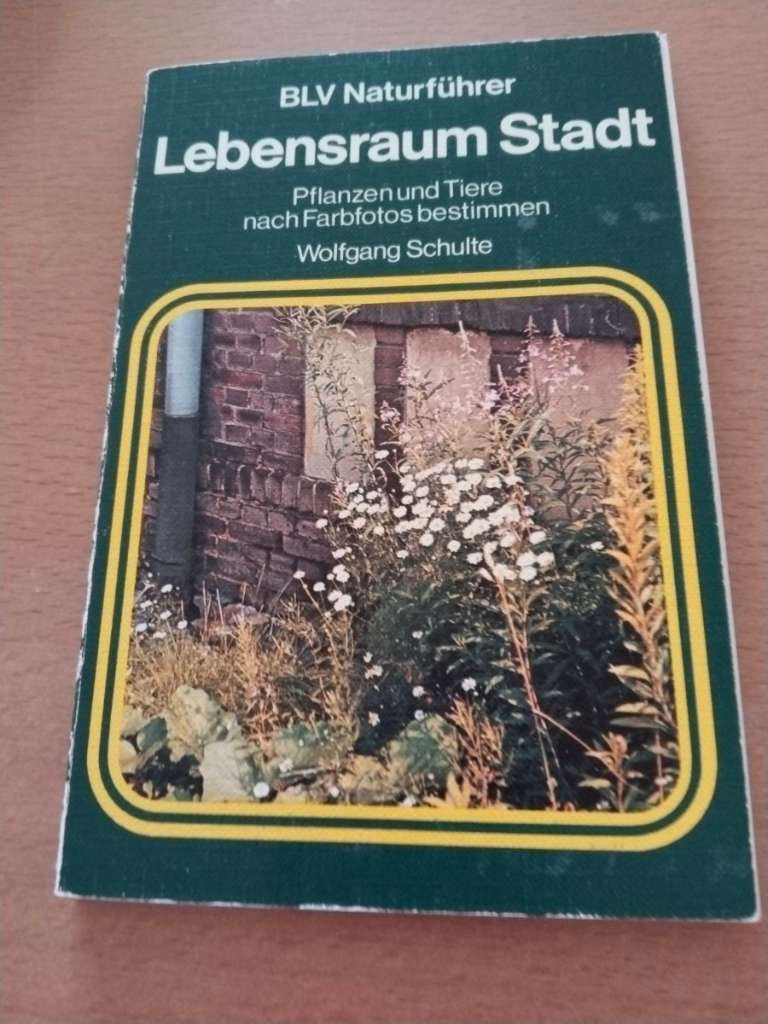 BLV Naturführer
Lebensraum Stadt
Pflanzen und Tiere
nach Farbfotos bestimmen
Wolfgang Schulte